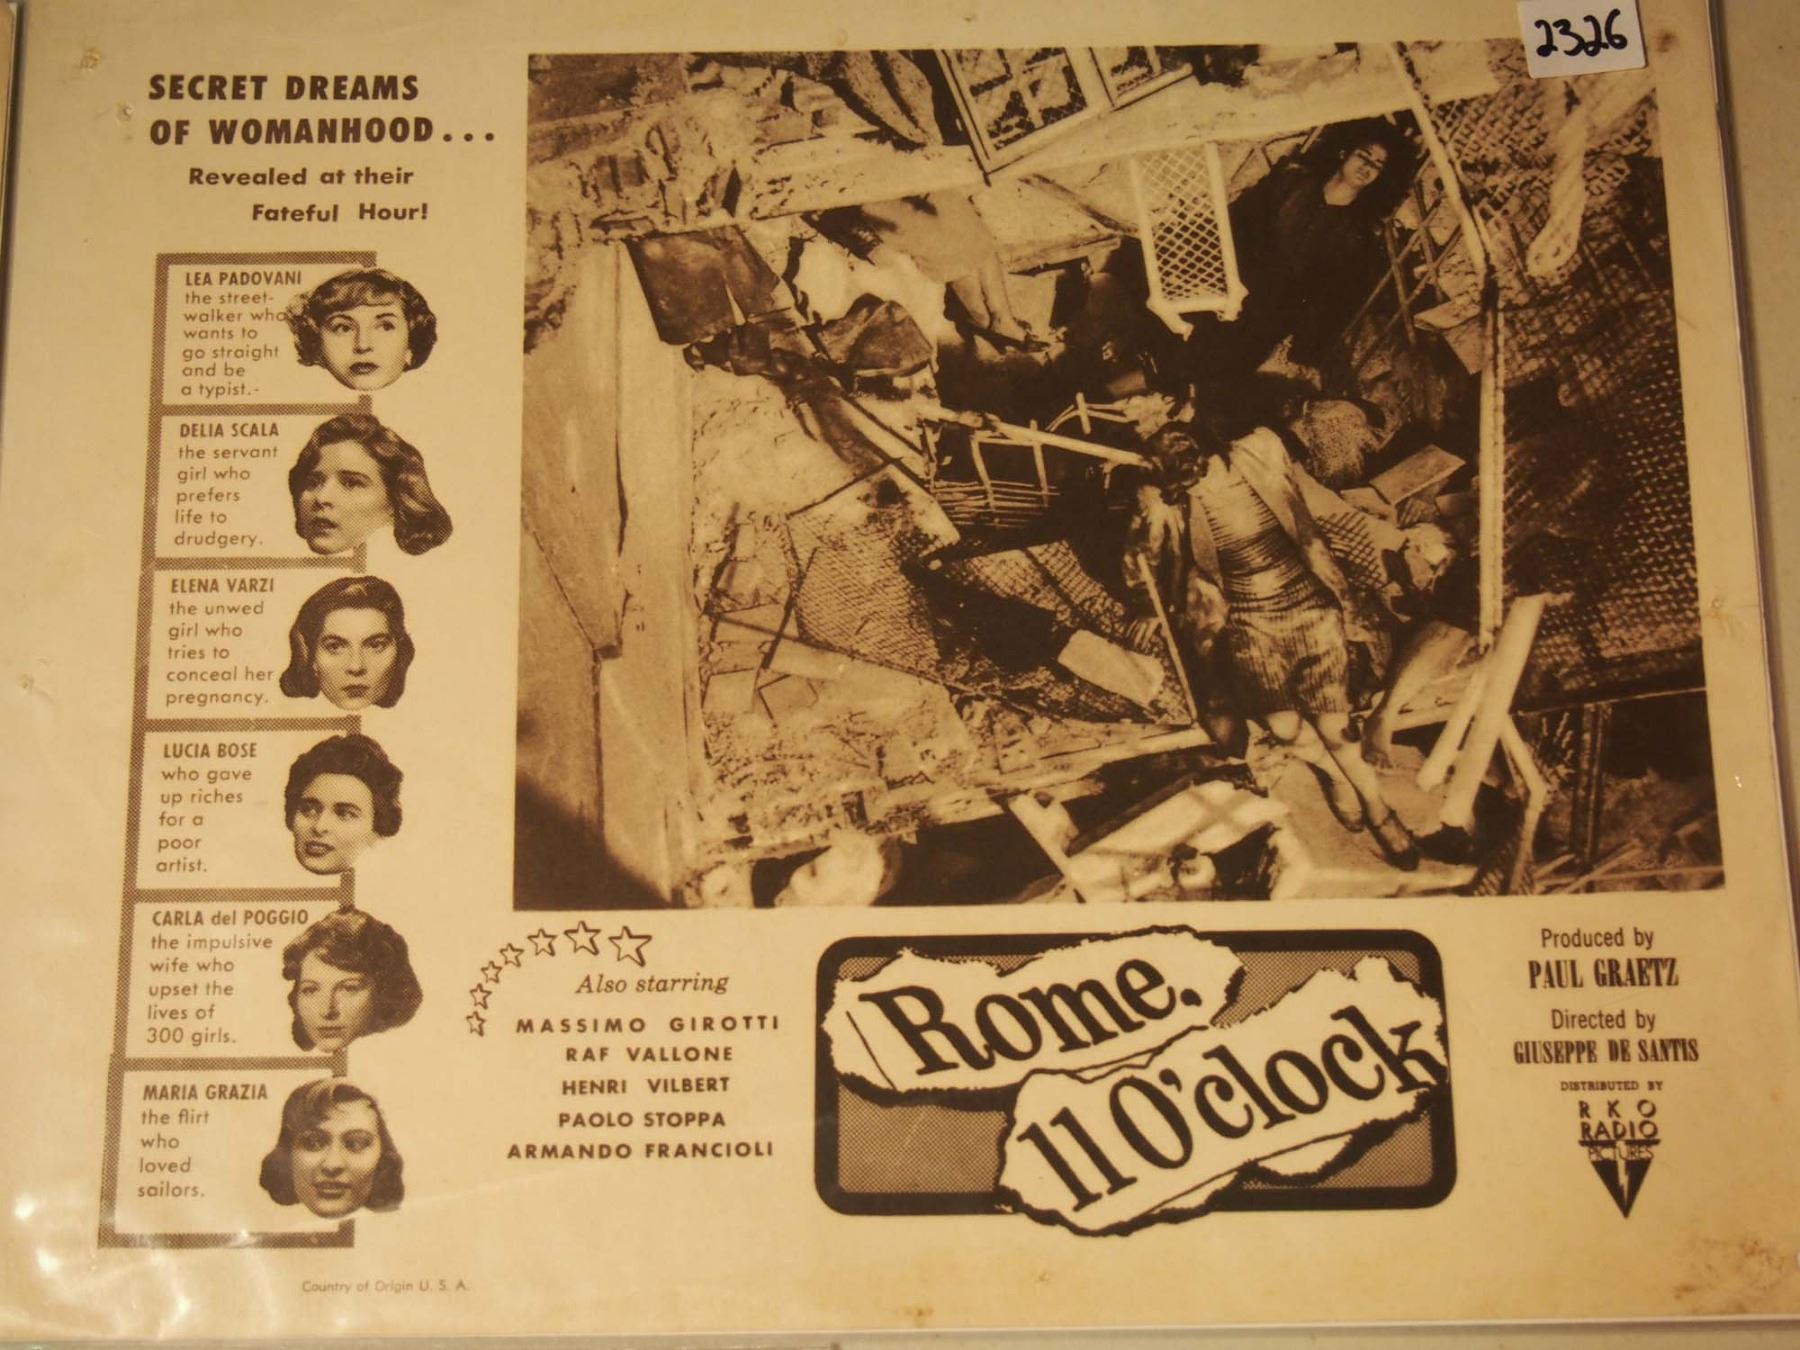 2326
SECRET DREAMS
OF WOMANHOOD...
Revealed at their
Fateful Hour!
LEA PADOVANI
the street-
walker who
wants to
go straight
and be
a typist.-
DELIA SCALA
the servant
girl who
prefers
life to
drudgery.
ELENA VARZI
the unwed
girl who
tries to
conceal her
pregnancy.
LUCIA BOSE
who gave
up riches
for a
poor
artist.
CARLA del POGGIO
the impulsive
wife who
upset the
lives of
300 girls.
MARIA GRAZIA
the flirt
who
loved
sailors.
Also starring
MASSIMO GIROTTI
RAF VALLONE
HENRI VILBERT
PAOLO STOPPA
ARMANDO FRANCIOLI
Rome.
11 O'clock
Produced by
PAUL GRAETZ
Directed by
GIUSEPPE DE SANTIS
DISTRIBUTED BY
R K O
RADIO
PICTURES
Country of Origin U. S. A.